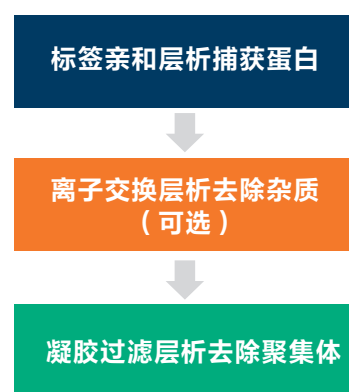 标签亲和层析捕获蛋白
离子交换层析去除杂质
（可选）
凝胶过滤层析去除聚集体